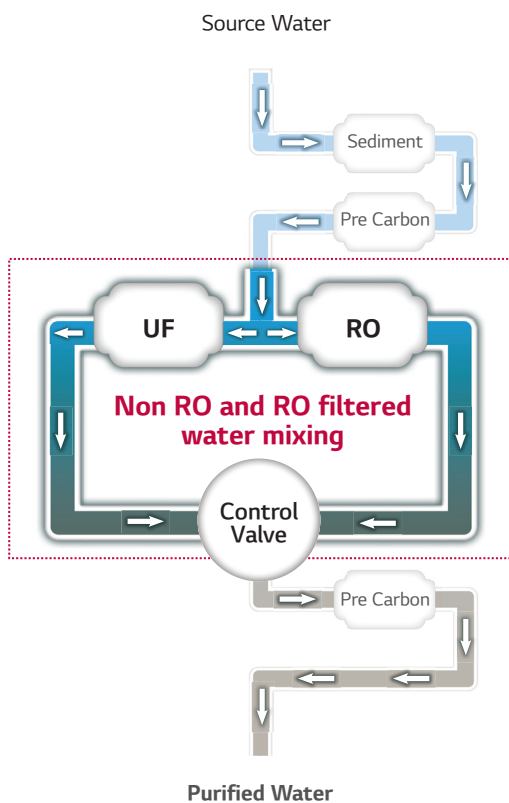 Source Water
Sediment
Pre Carbon
UF
RO
Non RO and RO filtered
water mixing
Control
Valve
Pre Carbon
Purified Water